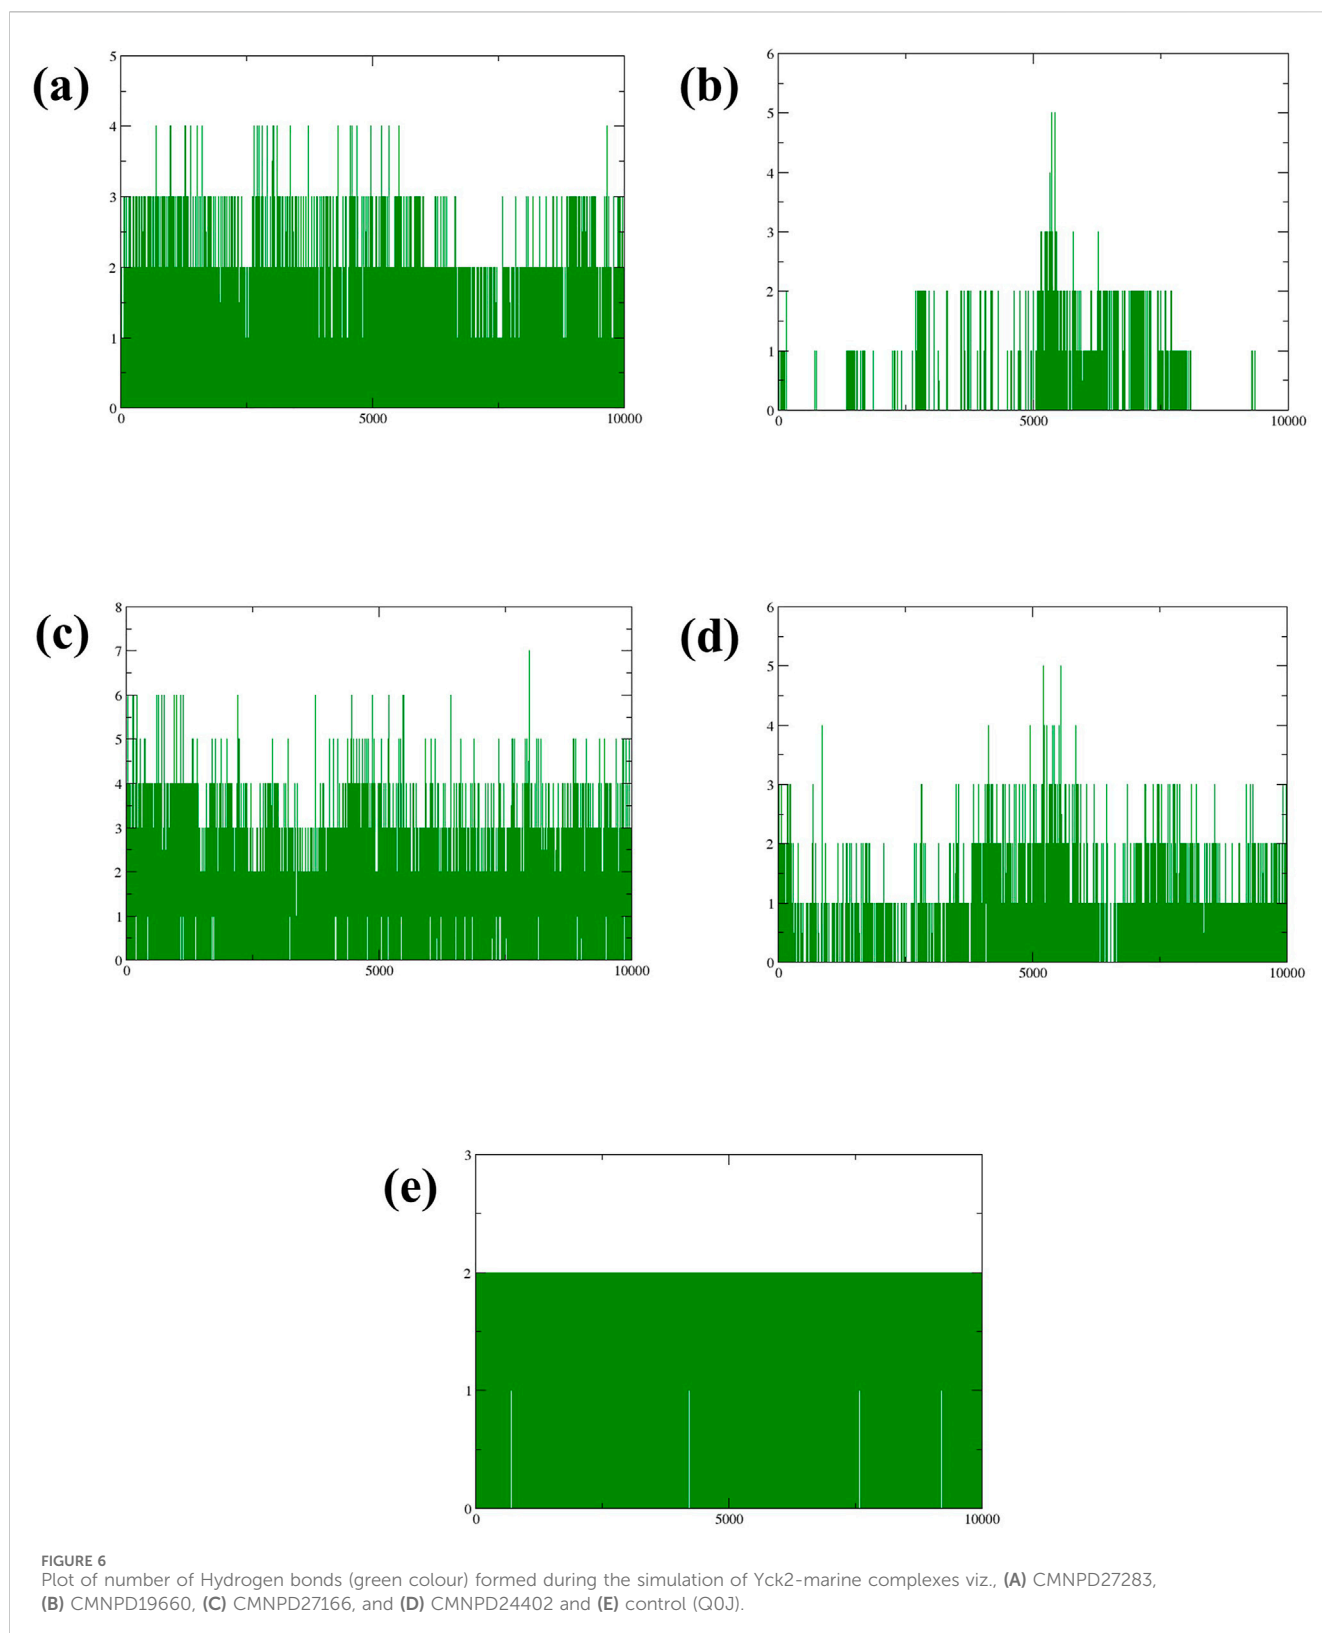 (a)
5
4
3
2
1
0
0 5000 10000
(b)
6
5
4
3
2
1
0
0 5000 10000
(c)
8
7
6
5
4
3
2
1
0
0 5000 10000
(d)
6
5
4
3
2
1
0
0 5000 10000
(e)
3
2
1
0
0 5000 10000
FIGURE 6
Plot of number of Hydrogen bonds (green colour) formed during the simulation of Yck2-marine complexes viz., (A) CMNPD27283,
(B) CMNPD19660, (C) CMNPD27166, and (D) CMNPD24402 and (E) control (Q0J).